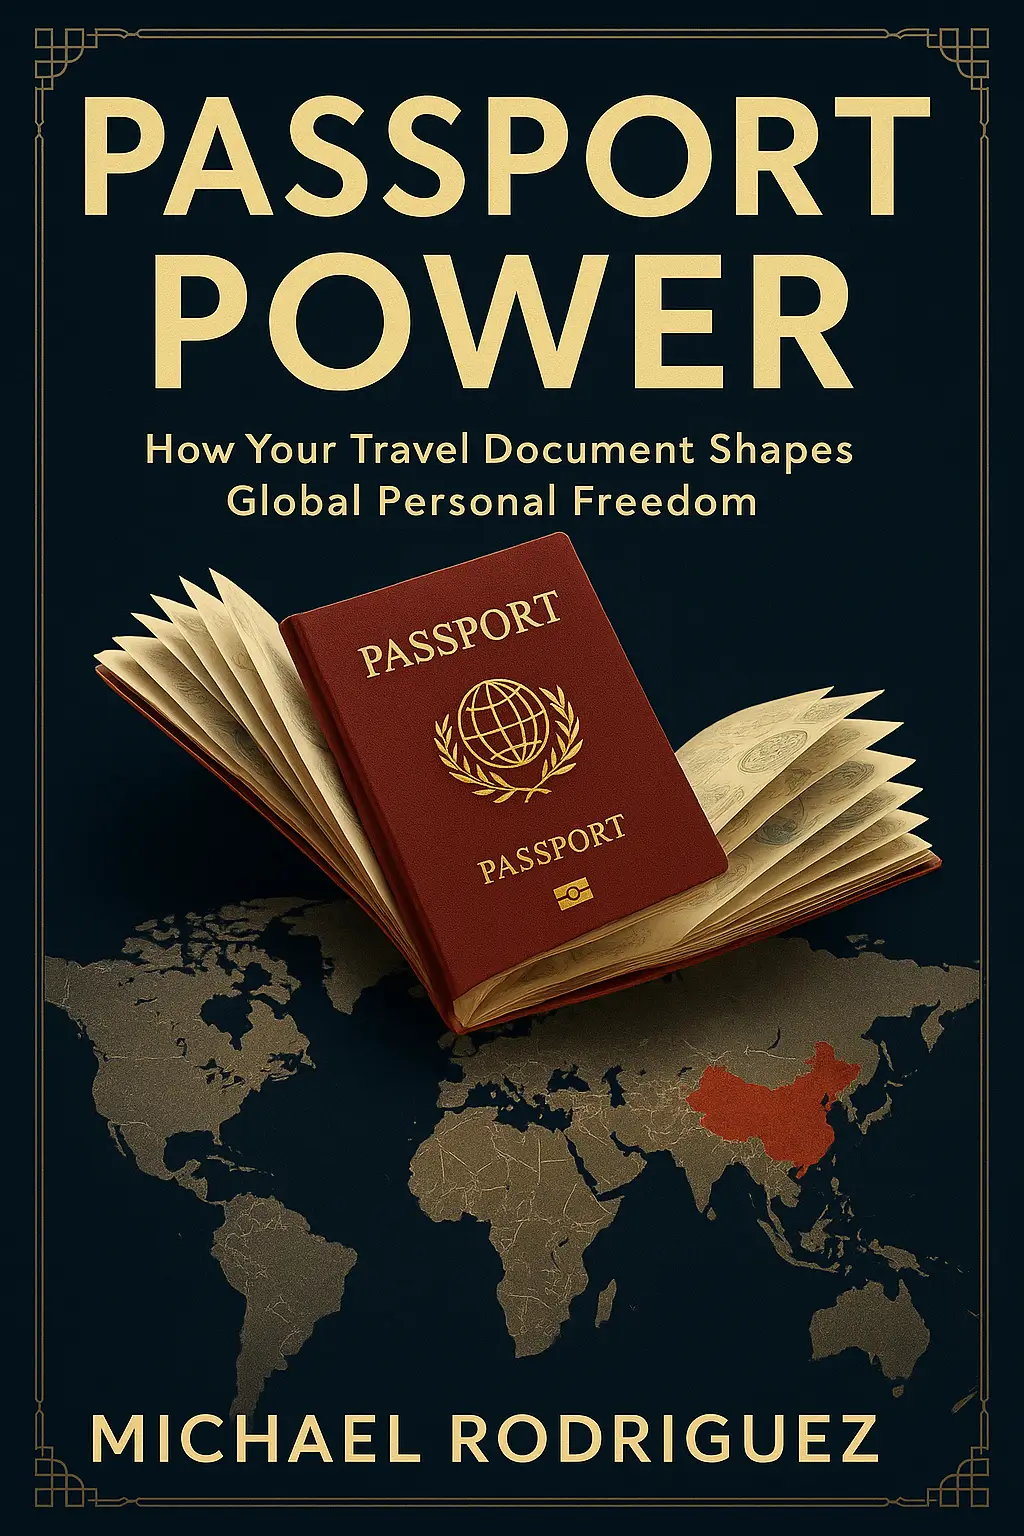 PASSPORT
POWER
How Your Travel Document Shapes
Global Personal Freedom
PASSPORT
PASSPORT
MICHAEL RODRIGUEZ